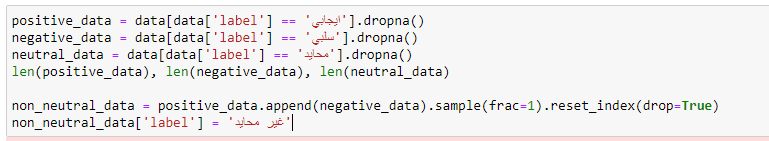 positive_data = data[data['label'] == 'ايجابي'].dropna()
negative_data = data[data['label'] == 'سلبي'].dropna()
neutral_data = data[data['label'] == 'محايد'].dropna()
len(positive_data), len(negative_data), len(neutral_data)
non_neutral_data = positive_data.append(negative_data).sample(frac=1).reset_index(drop=True)
non_neutral_data['label'] = 'غير محايد'